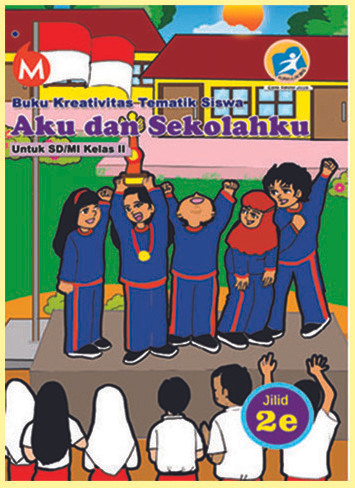 M
Buku Kreativitas Tematik Siswa
Aku dan Sekolahku
Untuk SD/MI Kelas II
Jilid
2e